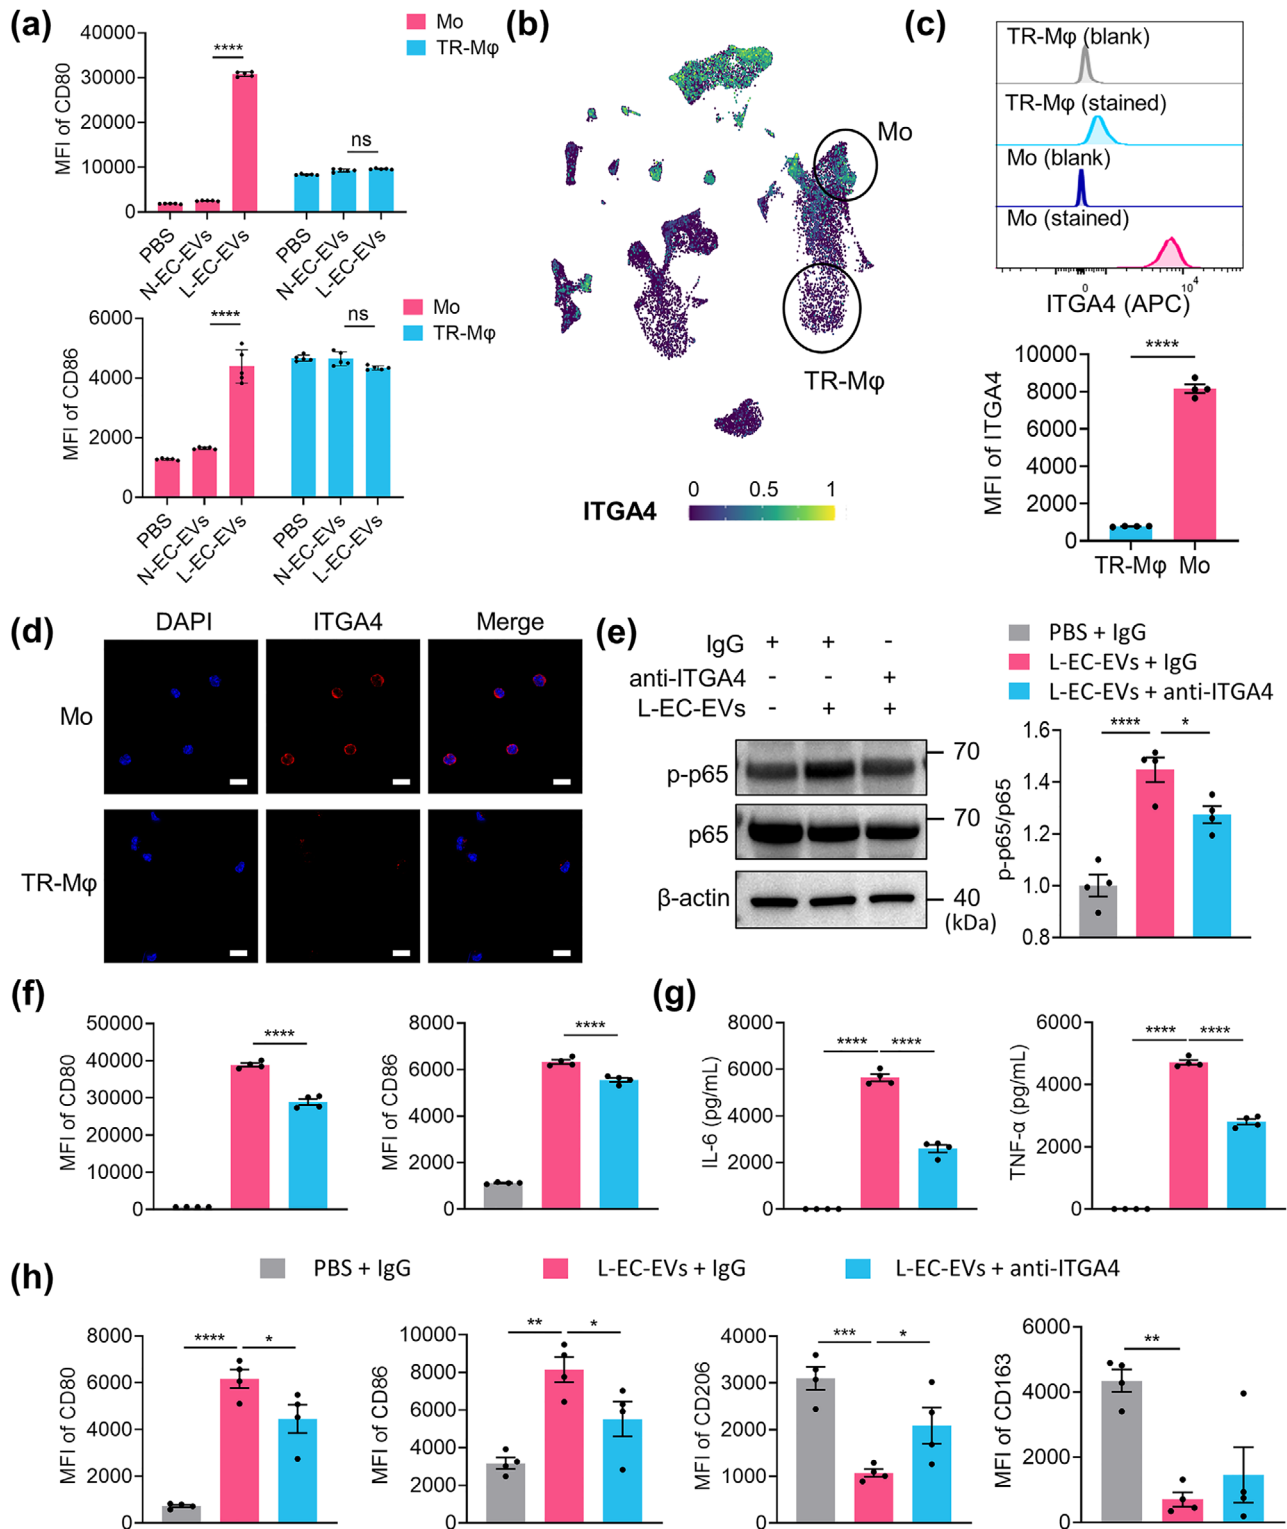 (a)
Mo
TR-Mφ
MFI of CD80
40000
30000
20000
10000
0
****
ns
PBS
N-EC-EVs
L-EC-EVs
PBS
N-EC-EVs
L-EC-EVs
Mo
TR-Mφ
MFI of CD86
6000
4000
2000
0
****
ns
PBS
N-EC-EVs
L-EC-EVs
PBS
N-EC-EVs
L-EC-EVs
(b)
Mo
TR-Mφ
0 0.5 1
ITGA4
(c)
TR-Mφ (blank)
TR-Mφ (stained)
Mo (blank)
Mo (stained)
0 10^4
ITGA4 (APC)
MFI of ITGA4
10000
8000
6000
4000
2000
0
****
TR-Mφ Mo
(d)
DAPI ITGA4 Merge
Mo
TR-Mφ
(e)
IgG + + -
anti-ITGA4 - - +
L-EC-EVs - + +
p-p65
70
p65
70
β-actin
40
(kDa)
PBS + IgG
L-EC-EVs + IgG
L-EC-EVs + anti-ITGA4
p-p65/p65
1.6
1.4
1.2
1.0
0.8
**** *
(f)
MFI of CD80
50000
40000
30000
20000
10000
0
****
MFI of CD86
8000
6000
4000
2000
0
****
(g)
IL-6 (pg/mL)
8000
6000
4000
2000
0
**** ****
TNF-α (pg/mL)
6000
4000
2000
0
**** ****
(h)
PBS + IgG
L-EC-EVs + IgG
L-EC-EVs + anti-ITGA4
MFI of CD80
8000
6000
4000
2000
0
**** *
MFI of CD86
10000
8000
6000
4000
2000
0
** *
MFI of CD206
4000
3000
2000
1000
0
*** *
MFI of CD163
6000
4000
2000
0
**